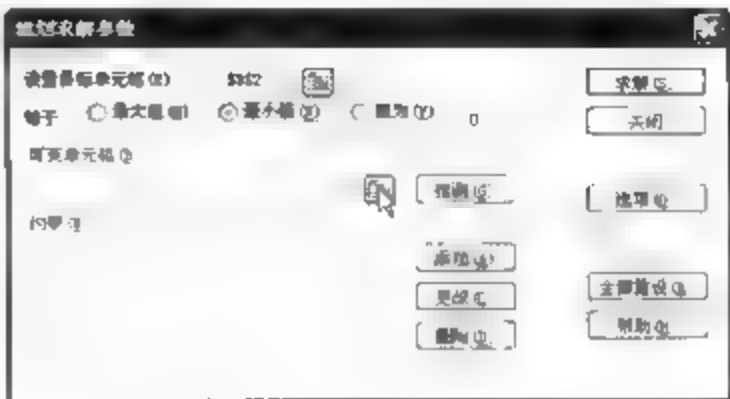 规划求解参数
设置目标单元格(E)
求解(S)
等于 最大值(M) 最小值(N) 值为(V) 0
关闭
可变单元格(B)
推测(G)
选项(O)
约束(U)
添加(A)
更改(C)
全部重设(R)
删除(D)
帮助(H)